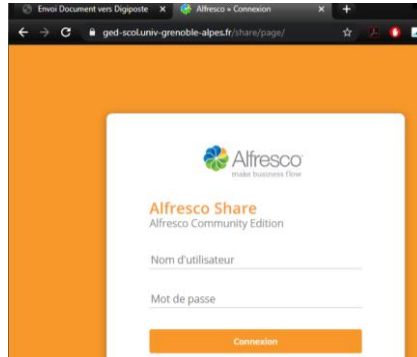 Envoi Document vers Digiposte
Alfresco » Connexion
ged-scol.univ-grenoble-alpes.fr/share/page/
Alfresco
make business flow
Alfresco Share
Alfresco Community Edition
Nom d'utilisateur
Mot de passe
Connexion